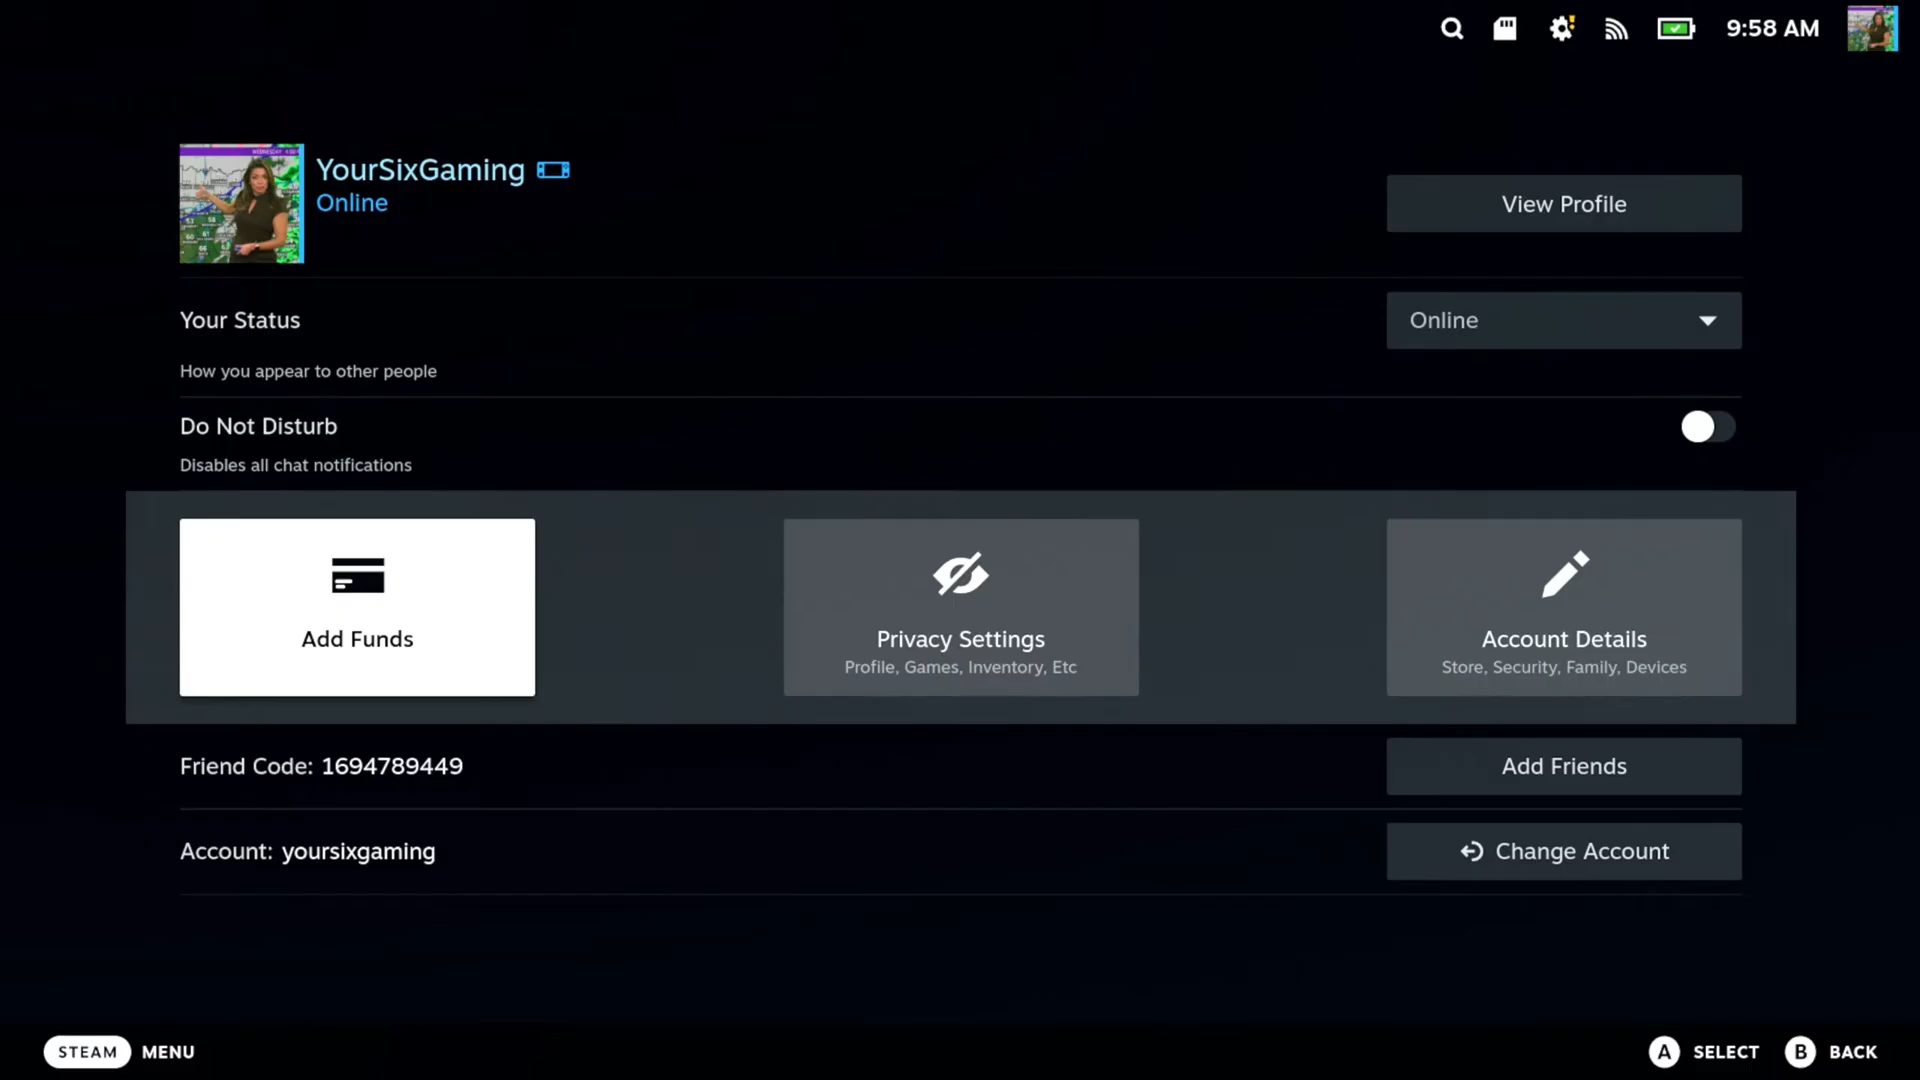 9:58 AM
YourSixGaming
Online
View Profile
Your Status
Online
How you appear to other people
Do Not Disturb
Disables all chat notifications
Add Funds
Privacy Settings
Profile, Games, Inventory, Etc
Account Details
Store, Security, Family, Devices
Friend Code: 1694789449
Add Friends
Account: yoursixgaming
Change Account
STEAM MENU
A SELECT B BACK